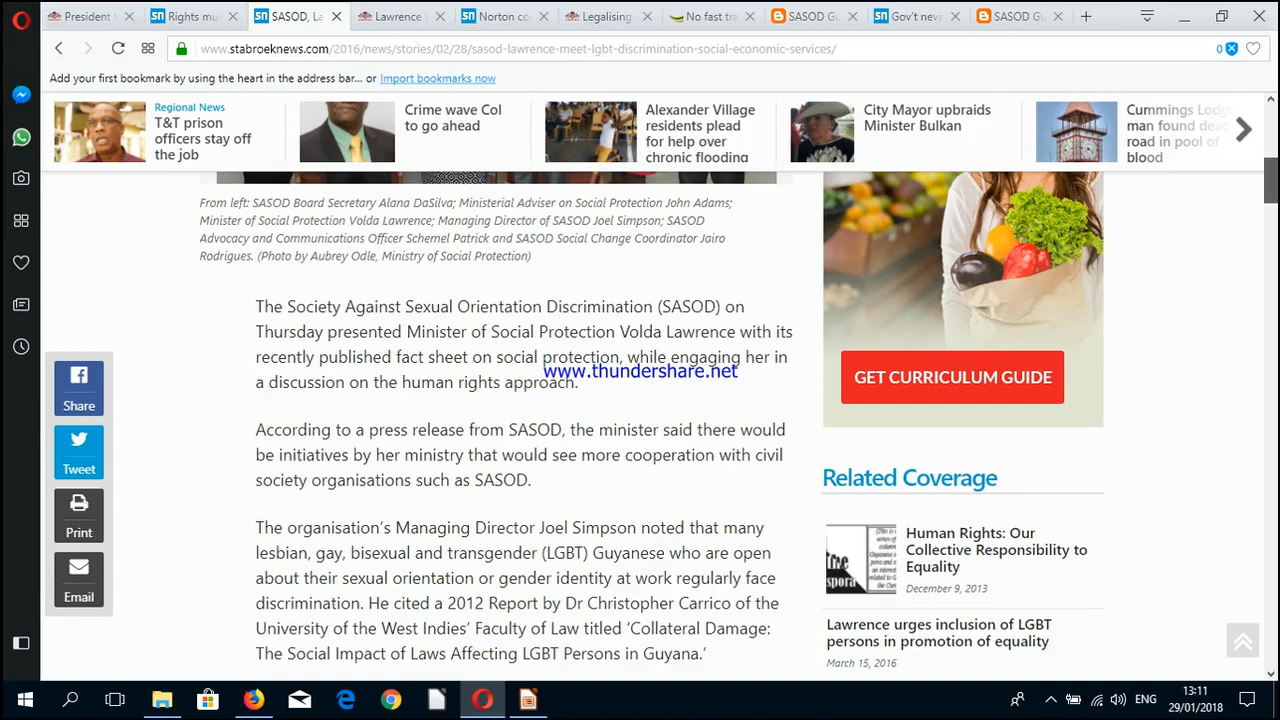 President
Rights mu
SASOD, La
Lawrence
Norton co
Legalising
No fast tra
SASOD Gu
Gov't neve
SASOD Gu
www.stabroeknews.com/2016/news/stories/02/28/sasod-lawrence-meet-lgbt-discrimination-social-economic-services/
0
Add your first bookmark by using the heart in the address bar... or Import bookmarks now
Regional News
T&T prison
officers stay off
the job
Crime wave Col
to go ahead
Alexander Village
residents plead
for help over
chronic flooding
City Mayor upbraids
Minister Bulkan
Cummings Lodge
man found dead
road in pool of
blood
From left: SASOD Board Secretary Alana DaSilva; Ministerial Adviser on Social Protection John Adams;
Minister of Social Protection Volda Lawrence; Managing Director of SASOD Joel Simpson; SASOD
Advocacy and Communications Officer Schemel Patrick and SASOD Social Change Coordinator Jairo
Rodrigues. (Photo by Aubrey Odle, Ministry of Social Protection)
The Society Against Sexual Orientation Discrimination (SASOD) on
Thursday presented Minister of Social Protection Volda Lawrence with its
recently published fact sheet on social protection, while engaging her in
a discussion on the human rights approach.
www.thundershare.net
According to a press release from SASOD, the minister said there would
be initiatives by her ministry that would see more cooperation with civil
society organisations such as SASOD.
The organisation's Managing Director Joel Simpson noted that many
lesbian, gay, bisexual and transgender (LGBT) Guyanese who are open
about their sexual orientation or gender identity at work regularly face
discrimination. He cited a 2012 Report by Dr Christopher Carrico of the
University of the West Indies' Faculty of Law titled 'Collateral Damage:
The Social Impact of Laws Affecting LGBT Persons in Guyana.'
Share
Tweet
Print
Email
GET CURRICULUM GUIDE
Related Coverage
Human Rights: Our
Collective Responsibility to
Equality
December 9, 2013
Lawrence urges inclusion of LGBT
persons in promotion of equality
March 15, 2016
ENG
13:11
29/01/2018